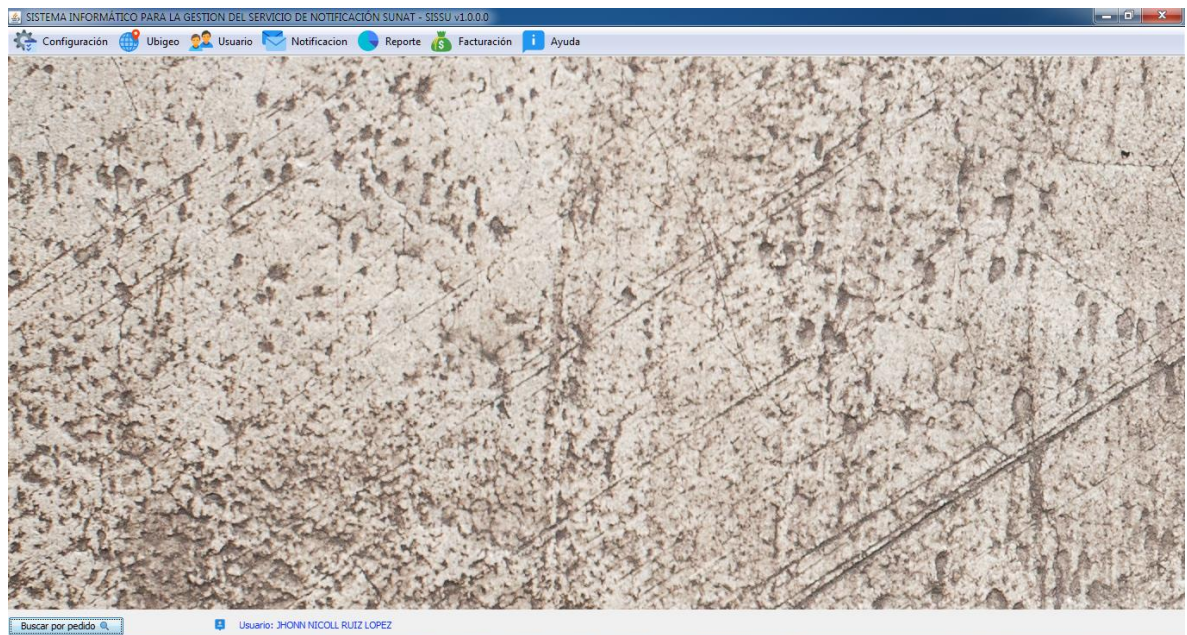 SISTEMA INFORMÁTICO PARA LA GESTION DEL SERVICIO DE NOTIFICACIÓN SUNAT - SISSU v1.0.0.0
Configuración Ubigeo Usuario Notificacion Reporte Facturación Ayuda
Buscar por pedido Usuario: JHONN NICOLL RUIZ LOPEZ